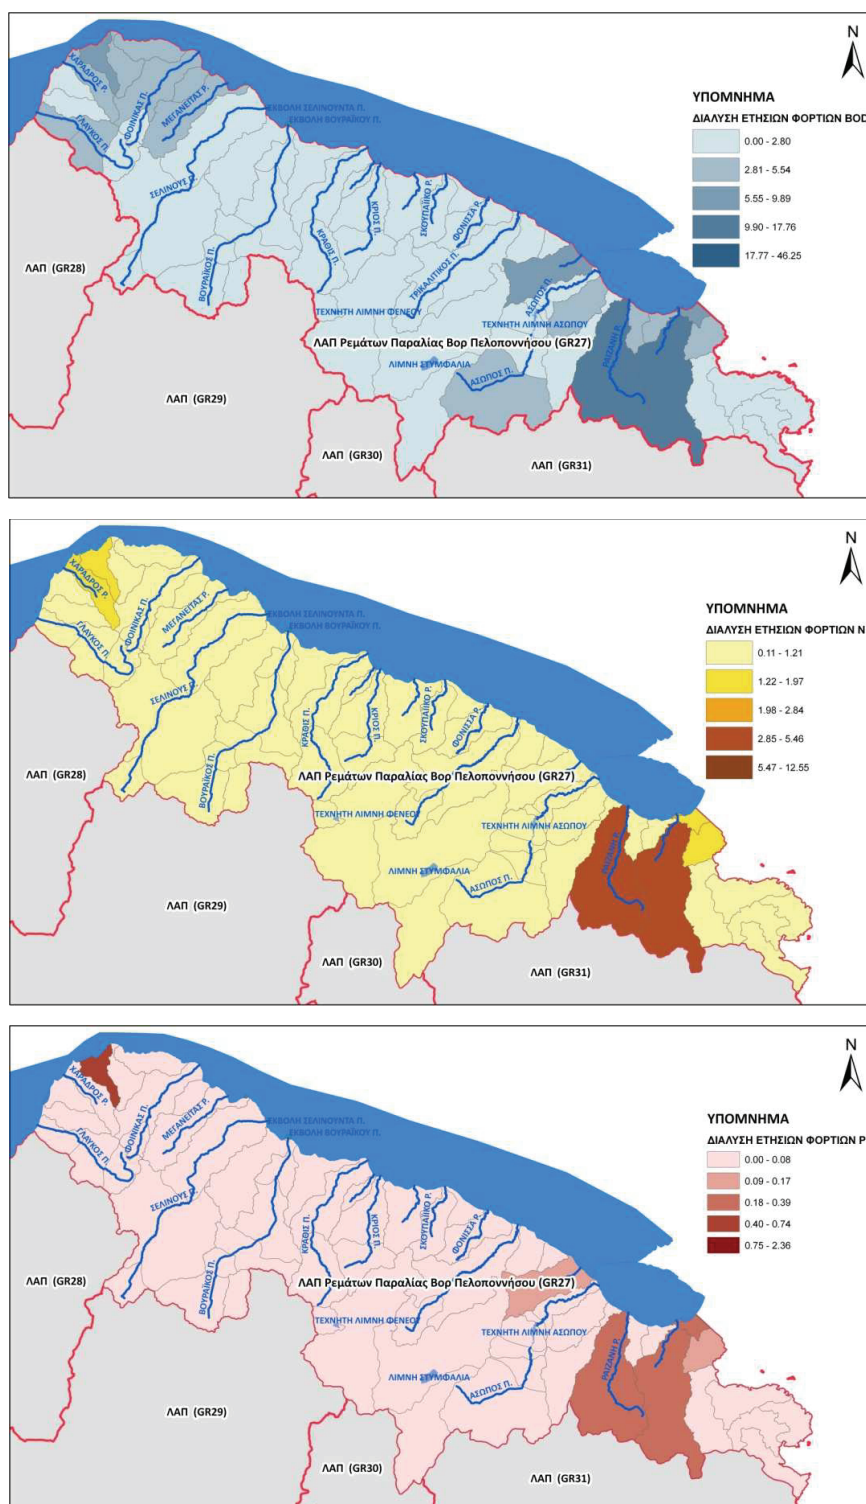 N
ΥΠΟΜΝΗΜΑ
ΔΙΑΛΥΣΗ ΕΤΗΣΙΩΝ ΦΟΡΤΙΩΝ BOD
0.00 - 2.80
2.81 - 5.54
5.55 - 9.89
9.90 - 17.76
17.77 - 46.25
ΧΑΡΑΔΡΟΣ Ρ.
ΓΛΑΥΚΟΣ Π.
ΦΟΙΝΙΚΑΣ Π.
ΜΕΓΑΝΕΙΤΑΣ Ρ.
ΕΚΒΟΛΗ ΣΕΛΙΝΟΥΝΤΑ Π.
ΕΚΒΟΛΗ ΒΟΥΡΑΪΚΟΥ Π.
ΣΕΛΙΝΟΥΣ Π.
ΒΟΥΡΑΪΚΟΣ Π.
ΚΡΑΘΙΣ Π.
ΚΡΙΟΣ Π.
ΣΚΟΥΠΑΪΙΚΟ Ρ.
ΦΟΝΙΣΣΑ Ρ.
ΤΡΙΚΑΛΙΤΙΚΟΣ Π.
ΑΣΩΠΟΣ Π.
ΤΕΧΝΗΤΗ ΛΙΜΝΗ ΦΕΝΕΟΥ
ΤΕΧΝΗΤΗ ΛΙΜΝΗ ΑΣΩΠΟΥ
ΛΑΠ Ρεμάτων Παραλίας Βορ Πελοποννήσου (GR27)
ΡΑΙΖΑΝΗ Ρ.
ΛΙΜΝΗ ΣΤΥΜΦΑΛΙΑ
ΑΣΩΠΟΣ Π.
ΛΑΠ (GR28)
ΛΑΠ (GR29)
ΛΑΠ (GR30)
ΛΑΠ (GR31)
N
ΥΠΟΜΝΗΜΑ
ΔΙΑΛΥΣΗ ΕΤΗΣΙΩΝ ΦΟΡΤΙΩΝ N
0.11 - 1.21
1.22 - 1.97
1.98 - 2.84
2.85 - 5.46
5.47 - 12.55
ΧΑΡΑΔΡΟΣ Ρ.
ΓΛΑΥΚΟΣ Π.
ΦΟΙΝΙΚΑΣ Π.
ΜΕΓΑΝΕΙΤΑΣ Ρ.
ΕΚΒΟΛΗ ΣΕΛΙΝΟΥΝΤΑ Π.
ΕΚΒΟΛΗ ΒΟΥΡΑΪΚΟΥ Π.
ΣΕΛΙΝΟΥΣ Π.
ΒΟΥΡΑΪΚΟΣ Π.
ΚΡΑΘΙΣ Π.
ΚΡΙΟΣ Π.
ΣΚΟΥΠΑΪΙΚΟ Ρ.
ΦΟΝΙΣΣΑ Ρ.
ΛΑΠ Ρεμάτων Παραλίας Βορ Πελοποννήσου (GR27)
ΤΕΧΝΗΤΗ ΛΙΜΝΗ ΦΕΝΕΟΥ
ΤΕΧΝΗΤΗ ΛΙΜΝΗ ΑΣΩΠΟΥ
ΡΑΙΖΑΝΗ Ρ.
ΛΙΜΝΗ ΣΤΥΜΦΑΛΙΑ
ΑΣΩΠΟΣ Π.
ΛΑΠ (GR28)
ΛΑΠ (GR29)
ΛΑΠ (GR30)
ΛΑΠ (GR31)
N
ΥΠΟΜΝΗΜΑ
ΔΙΑΛΥΣΗ ΕΤΗΣΙΩΝ ΦΟΡΤΙΩΝ P
0.00 - 0.08
0.09 - 0.17
0.18 - 0.39
0.40 - 0.74
0.75 - 2.36
ΧΑΡΑΔΡΟΣ Ρ.
ΓΛΑΥΚΟΣ Π.
ΦΟΙΝΙΚΑΣ Π.
ΜΕΓΑΝΕΙΤΑΣ Ρ.
ΕΚΒΟΛΗ ΣΕΛΙΝΟΥΝΤΑ Π.
ΕΚΒΟΛΗ ΒΟΥΡΑΪΚΟΥ Π.
ΣΕΛΙΝΟΥΣ Π.
ΒΟΥΡΑΪΚΟΣ Π.
ΚΡΑΘΙΣ Π.
ΚΡΙΟΣ Π.
ΣΚΟΥΠΑΪΙΚΟ Ρ.
ΦΟΝΙΣΣΑ Ρ.
ΛΑΠ Ρεμάτων Παραλίας Βορ Πελοποννήσου (GR27)
ΤΕΧΝΗΤΗ ΛΙΜΝΗ ΦΕΝΕΟΥ
ΤΕΧΝΗΤΗ ΛΙΜΝΗ ΑΣΩΠΟΥ
ΡΑΙΖΑΝΗ Ρ.
ΛΙΜΝΗ ΣΤΥΜΦΑΛΙΑ
ΑΣΩΠΟΣ Π.
ΛΑΠ (GR28)
ΛΑΠ (GR29)
ΛΑΠ (GR30)
ΛΑΠ (GR31)